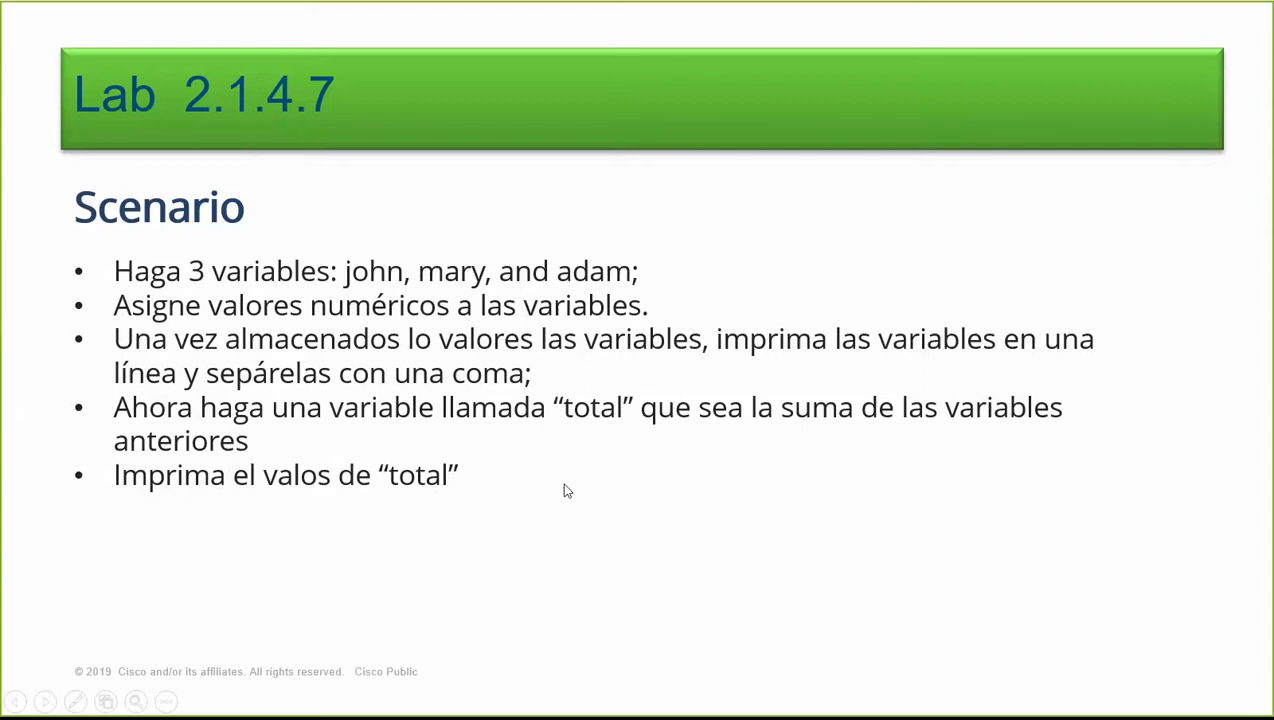 Lab 2.1.4.7
Scenario
• Haga 3 variables: john, mary, and adam;
• Asigne valores numéricos a las variables.
• Una vez almacenados lo valores las variables, imprima las variables en una
línea y sepárelas con una coma;
• Ahora haga una variable llamada “total” que sea la suma de las variables
anteriores
• Imprima el valos de “total”
© 2019 Cisco and/or its affiliates. All rights reserved. Cisco Public